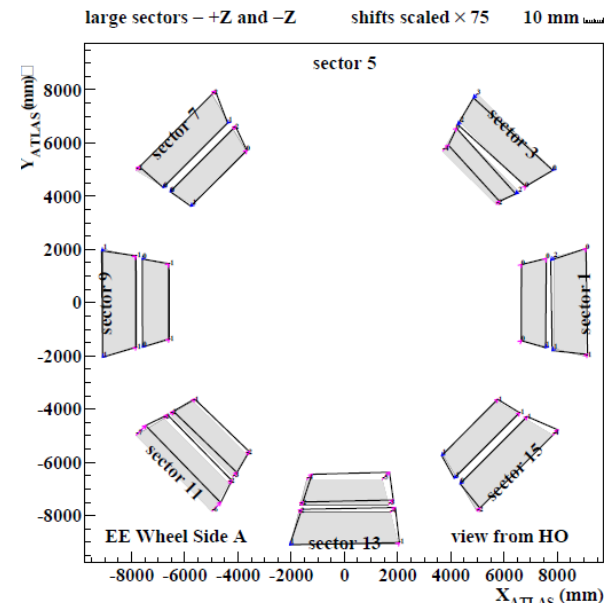 large sectors − +Z and −Z shifts scaled × 75 10 mm
sector 5
Y_ATLAS (mm)
8000
6000
4000
2000
0
−2000
−4000
−6000
−8000
sector 7
sector 3
sector 9
sector 1
sector 11
sector 13
sector 15
EE Wheel Side A
view from HO
−8000 −6000 −4000 −2000 0 2000 4000 6000 8000
X_ATLAS (mm)